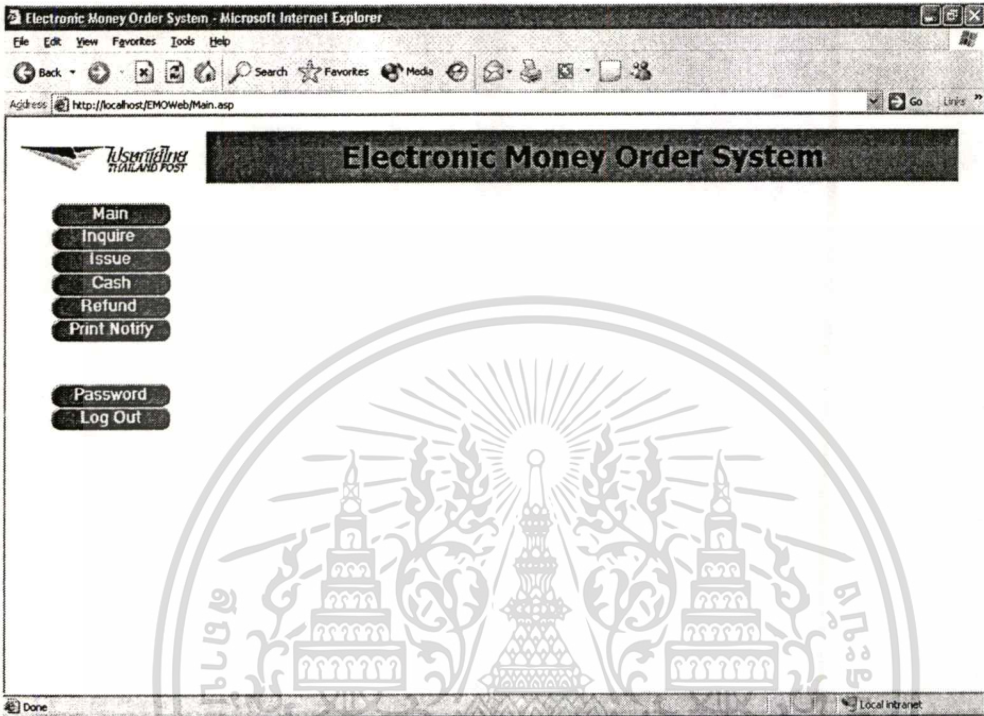 Electronic Money Order System - Microsoft Internet Explorer
File Edit View Favorites Tools Help
Back Search Favorites Media
Address http://localhost/EMOWeb/Main.asp Go Links »
ไปรษณีย์ไทย
THAILAND POST
Electronic Money Order System
Main
Inquire
Issue
Cash
Refund
Print Notify
Password
Log Out
Done Local intranet